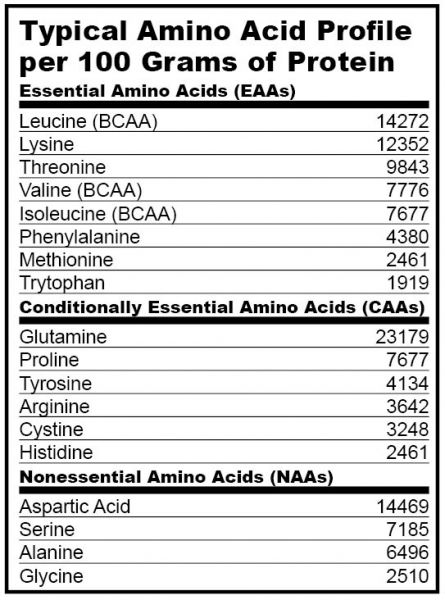 Typical Amino Acid Profile
per 100 Grams of Protein
Essential Amino Acids (EAAs)
Leucine (BCAA) 14272
Lysine 12352
Threonine 9843
Valine (BCAA) 7776
Isoleucine (BCAA) 7677
Phenylalanine 4380
Methionine 2461
Trytophan 1919
Conditionally Essential Amino Acids (CAAs)
Glutamine 23179
Proline 7677
Tyrosine 4134
Arginine 3642
Cystine 3248
Histidine 2461
Nonessential Amino Acids (NAAs)
Aspartic Acid 14469
Serine 7185
Alanine 6496
Glycine 2510